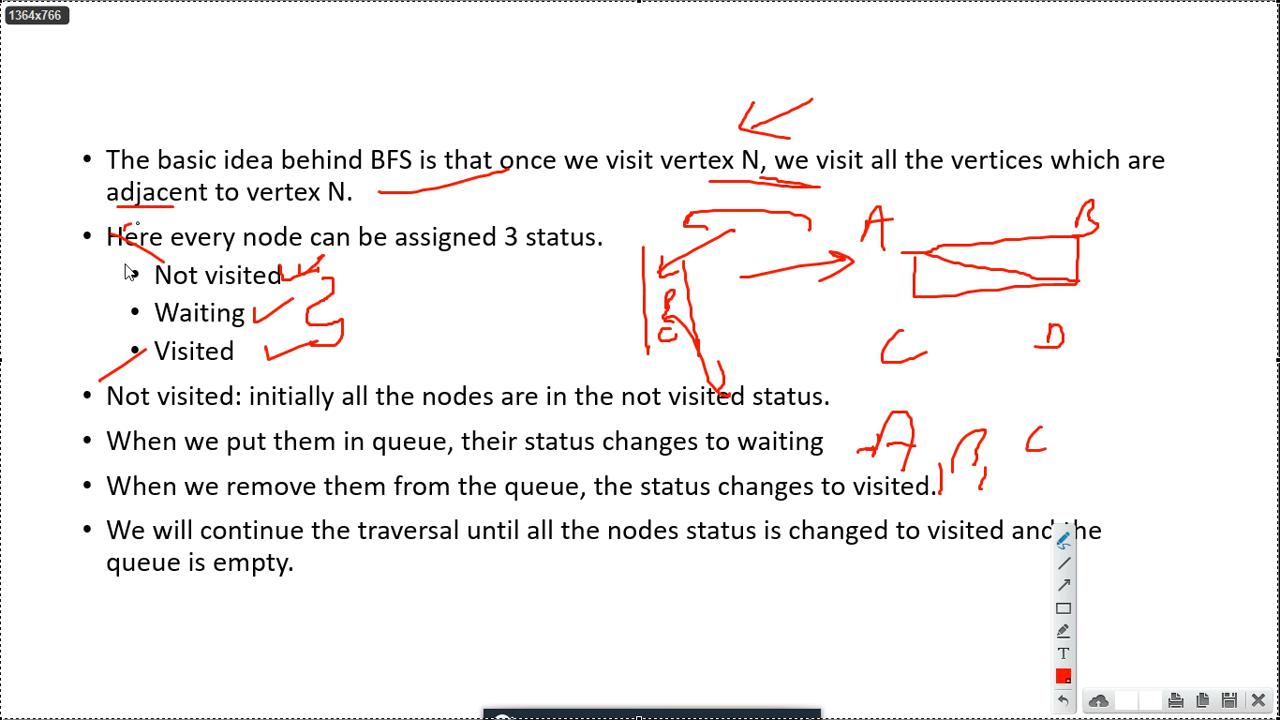 1364x766
• The basic idea behind BFS is that once we visit vertex N, we visit all the vertices which are
adjacent to vertex N.
• Here every node can be assigned 3 status.
• Not visited
• Waiting
• Visited
A
B
C
D
• Not visited: initially all the nodes are in the not visited status.
• When we put them in queue, their status changes to waiting
A, B, C
• When we remove them from the queue, the status changes to visited.
• We will continue the traversal until all the nodes status is changed to visited and the
queue is empty.
T